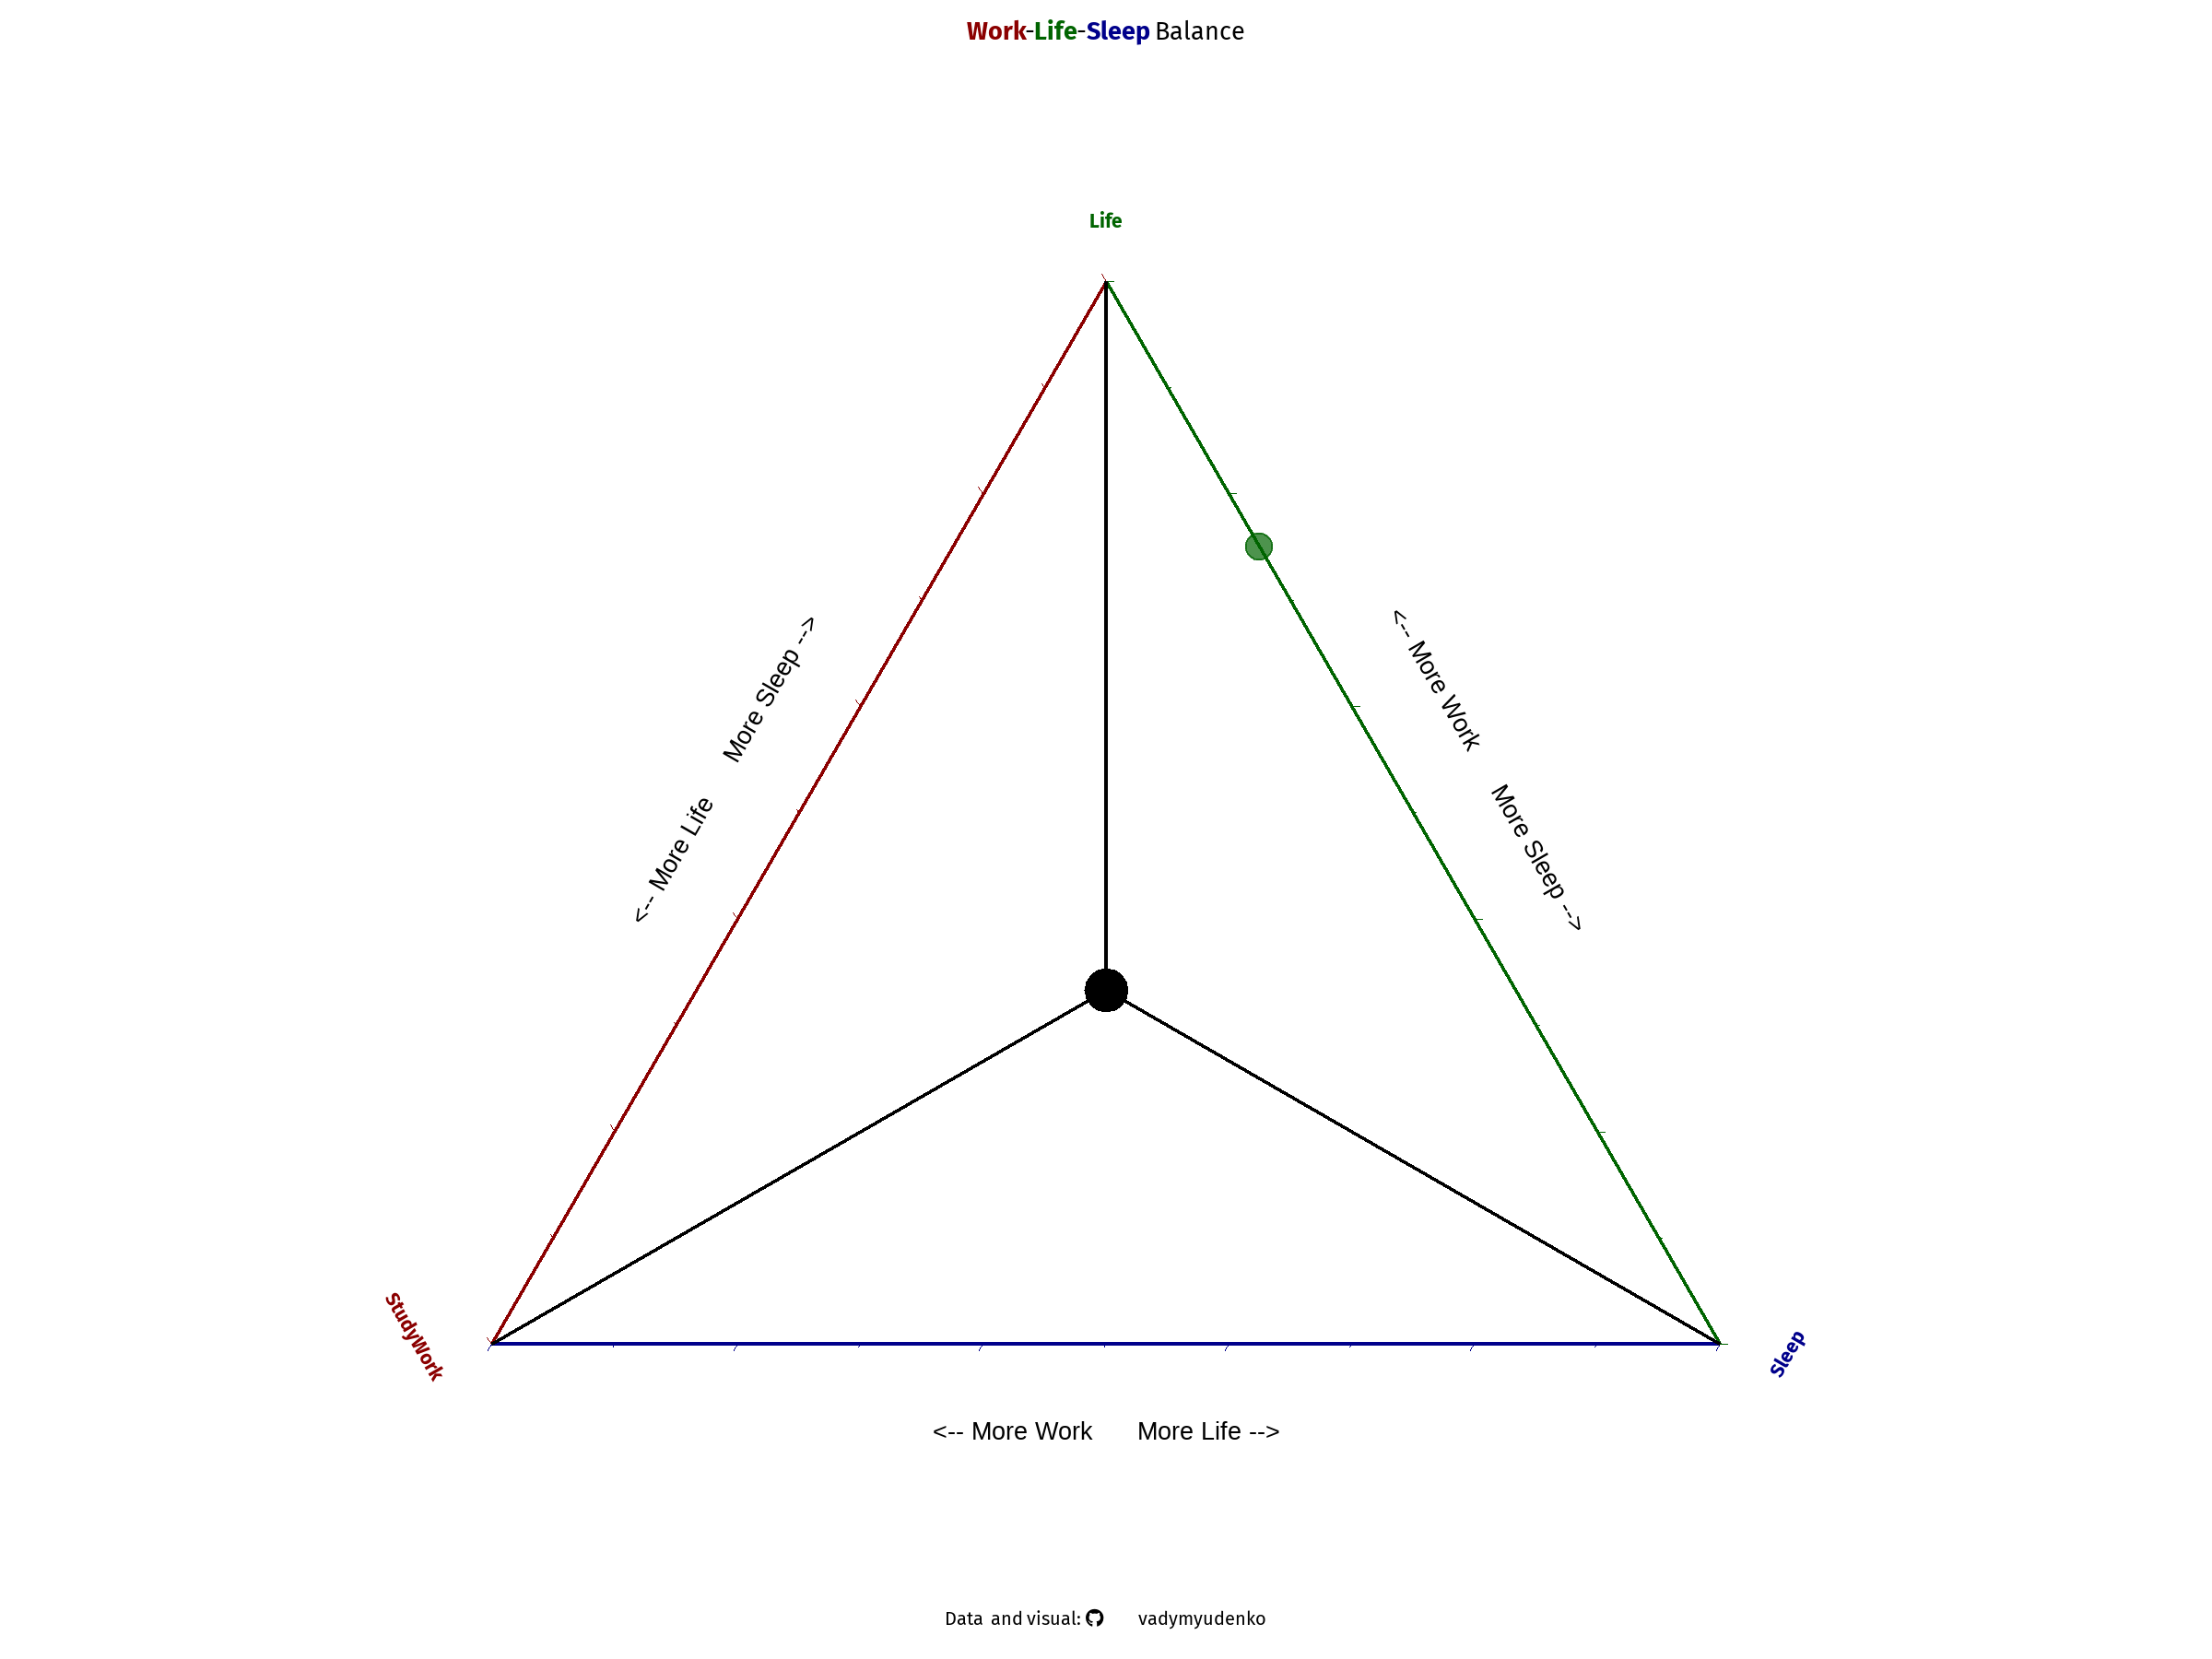 Work-Life-Sleep Balance
Life
<-- More Life   More Sleep -->
<-- More Work   More Sleep -->
StudyWork
Sleep
<-- More Work   More Life -->
Data and visual: vadymyudenko